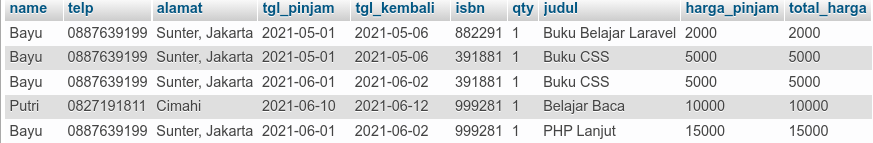 name telp alamat tgl_pinjam tgl_kembali isbn qty judul harga_pinjam total_harga
Bayu 0887639199 Sunter, Jakarta 2021-05-01 2021-05-06 882291 1 Buku Belajar Laravel 2000 2000
Bayu 0887639199 Sunter, Jakarta 2021-05-01 2021-05-06 391881 1 Buku CSS 5000 5000
Bayu 0887639199 Sunter, Jakarta 2021-06-01 2021-06-02 391881 1 Buku CSS 5000 5000
Putri 0827191811 Cimahi 2021-06-10 2021-06-12 999281 1 Belajar Baca 10000 10000
Bayu 0887639199 Sunter, Jakarta 2021-06-01 2021-06-02 999281 1 PHP Lanjut 15000 15000